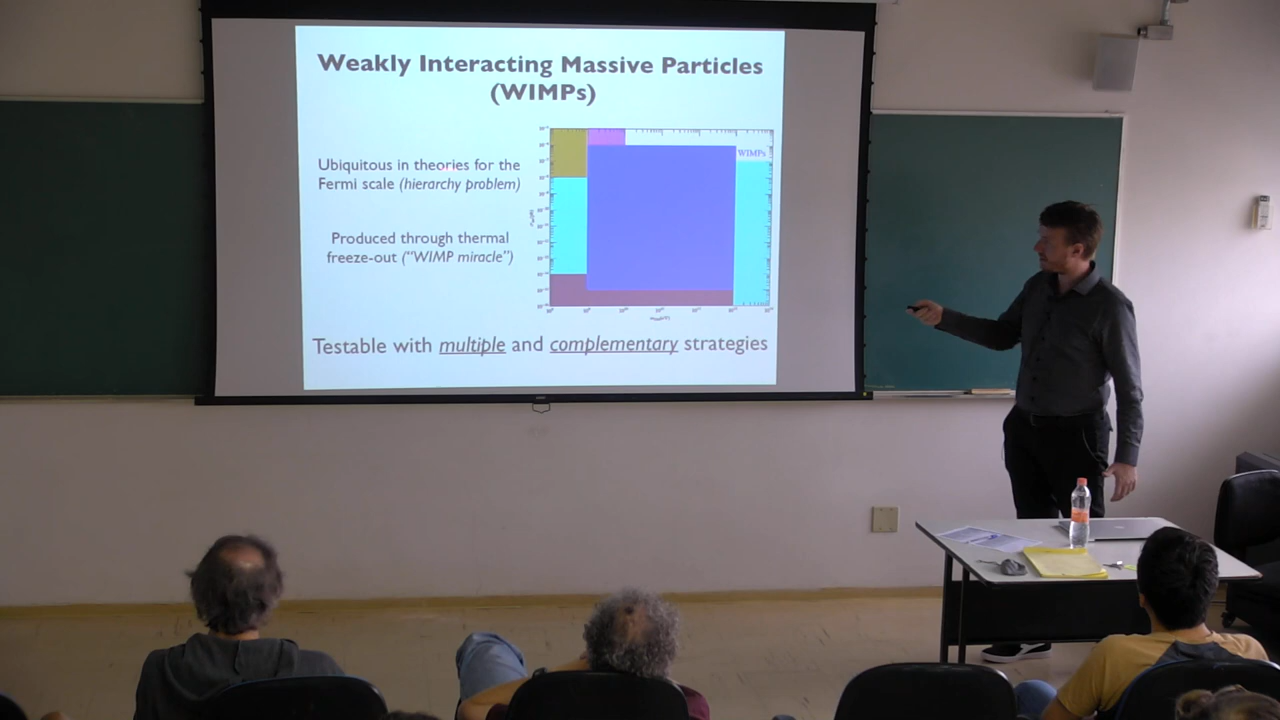 Weakly Interacting Massive Particles
(WIMPs)
Ubiquitous in theories for the
Fermi scale (hierarchy problem)
Produced through thermal
freeze-out (“WIMP miracle”)
WIMPs
Testable with multiple and complementary strategies